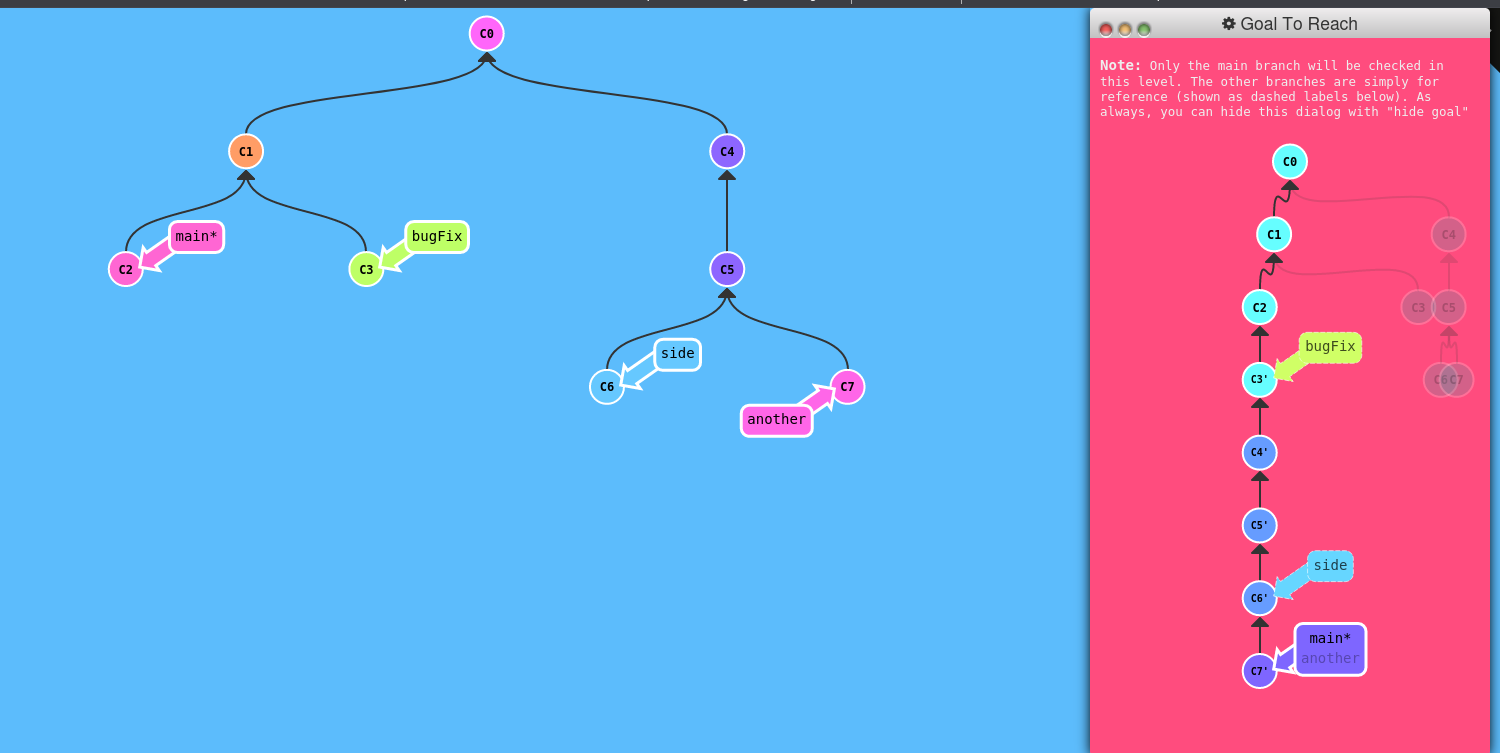 C0
C1
C4
main*
bugFix
C2
C3
C5
side
C6
C7
another
Goal To Reach
Note: Only the main branch will be checked in
this level. The other branches are simply for
reference (shown as dashed labels below). As
always, you can hide this dialog with "hide goal"
C0
C1
C4
C2
C3
C5
bugFix
C3'
C6
C7
C4'
C5'
side
C6'
main*
another
C7'